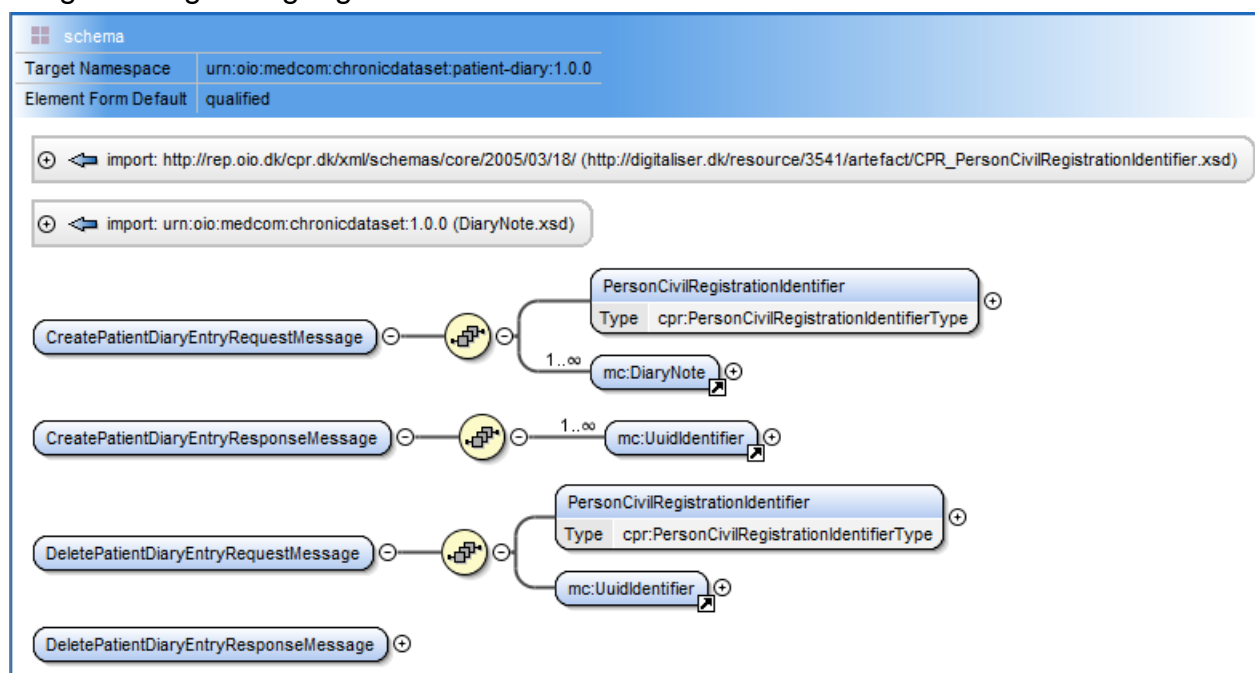 schema
Target Namespace urn:oio:medcom:chronicdataset:patient-diary:1.0.0
Element Form Default qualified
import: http://rep.oio.dk/cpr.dk/xml/schemas/core/2005/03/18/ (http://digitaliser.dk/resource/3541/artefact/CPR_PersonCivilRegistrationIdentifier.xsd)
import: urn:oio:medcom:chronicdataset:1.0.0 (DiaryNote.xsd)
CreatePatientDiaryEntryRequestMessage
PersonCivilRegistrationIdentifier
Type cpr:PersonCivilRegistrationIdentifierType
1..∞ mc:DiaryNote
CreatePatientDiaryEntryResponseMessage 1..∞ mc:UuidIdentifier
PersonCivilRegistrationIdentifier
Type cpr:PersonCivilRegistrationIdentifierType
DeletePatientDiaryEntryRequestMessage
mc:UuidIdentifier
DeletePatientDiaryEntryResponseMessage